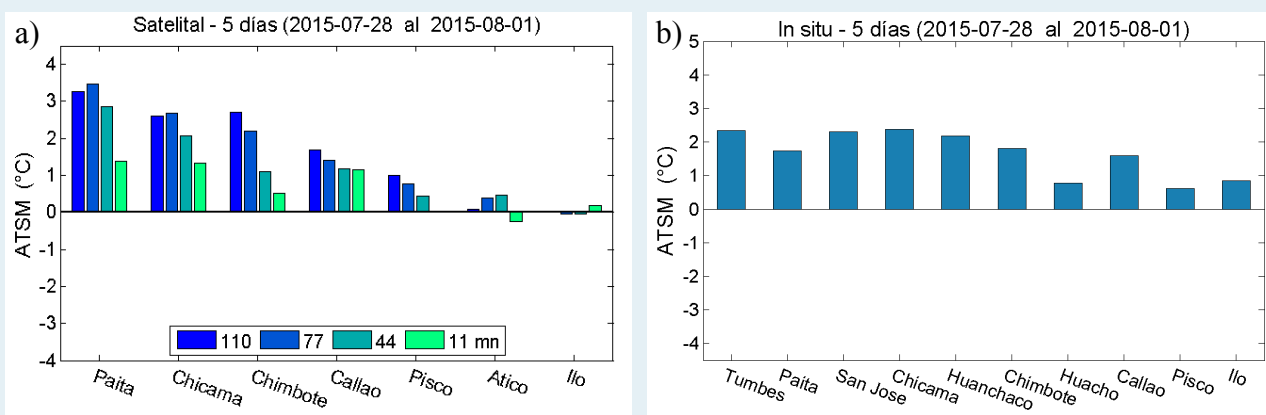 a)
Satelital - 5 días (2015-07-28 al 2015-08-01)
ATSM (°C)
4
3
2
1
0
-1
-2
-3
-4
110 77 44 11 mn
Paita Chicama Chimbote Callao Pisco Atico Ilo
b)
In situ - 5 días (2015-07-28 al 2015-08-01)
ATSM (°C)
5
4
3
2
1
0
-1
-2
-3
-4
Tumbes Paita San Jose Chicama Huanchaco Chimbote Huacho Callao Pisco Ilo